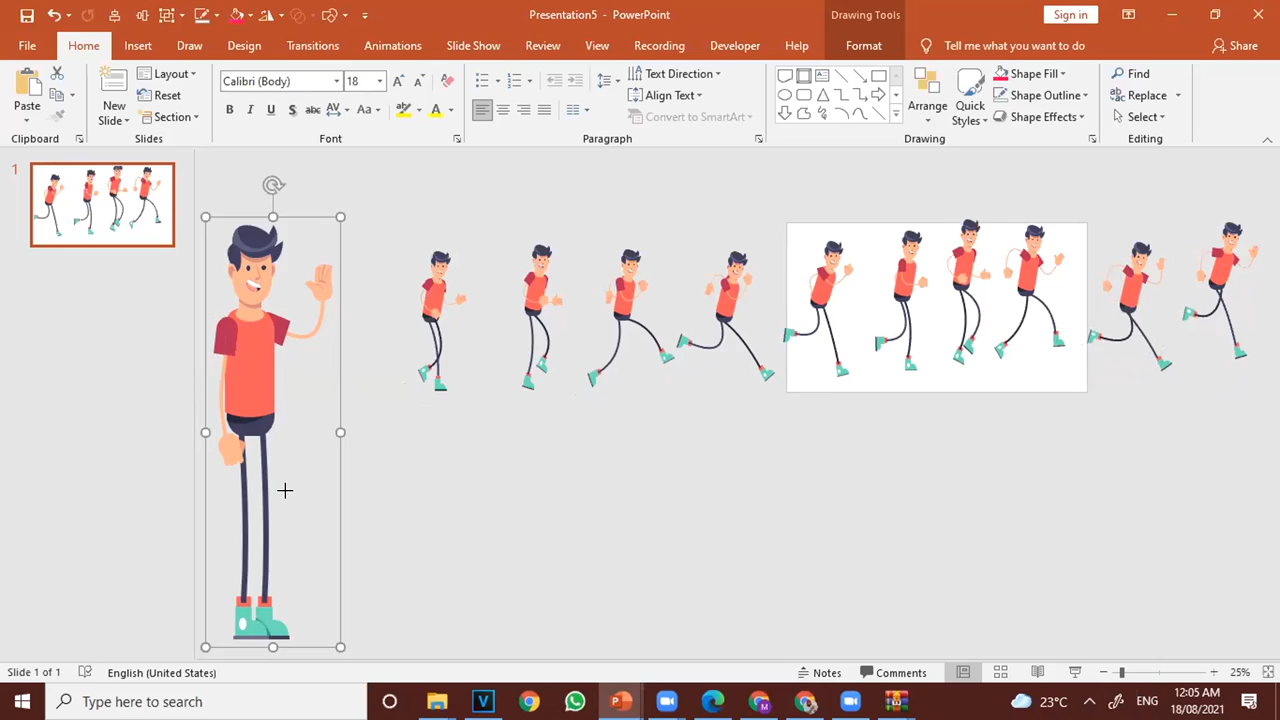 Presentation5 - PowerPoint
Drawing Tools
Sign in
File Home Insert Draw Design Transitions Animations Slide Show Review View Recording Developer Help Format Tell me what you want to do Share
Paste
Clipboard
New
Slide
Layout
Reset
Section
Slides
Calibri (Body) 18
B I U S abc AV Aa A
Font
Text Direction
Align Text
Convert to SmartArt
Paragraph
Arrange
Quick
Styles
Shape Fill
Shape Outline
Shape Effects
Drawing
Find
Replace
Select
Editing
1
Slide 1 of 1 English (United States) Notes Comments 25%
Type here to search
23°C ENG
12:05 AM
18/08/2021